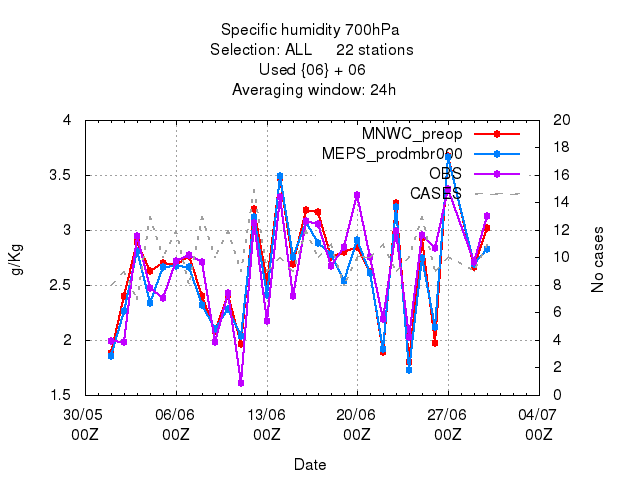 Specific humidity 700hPa
Selection: ALL 22 stations
Used {06} + 06
Averaging window: 24h
MNWC_preop
MEPS_prodmbr000
OBS
CASES
4
3.5
3
2.5
2
1.5
g/Kg
20
18
16
14
12
10
8
6
4
2
0
No cases
30/05 06/06 13/06 20/06 27/06 04/07
00Z 00Z 00Z 00Z 00Z 00Z
Date